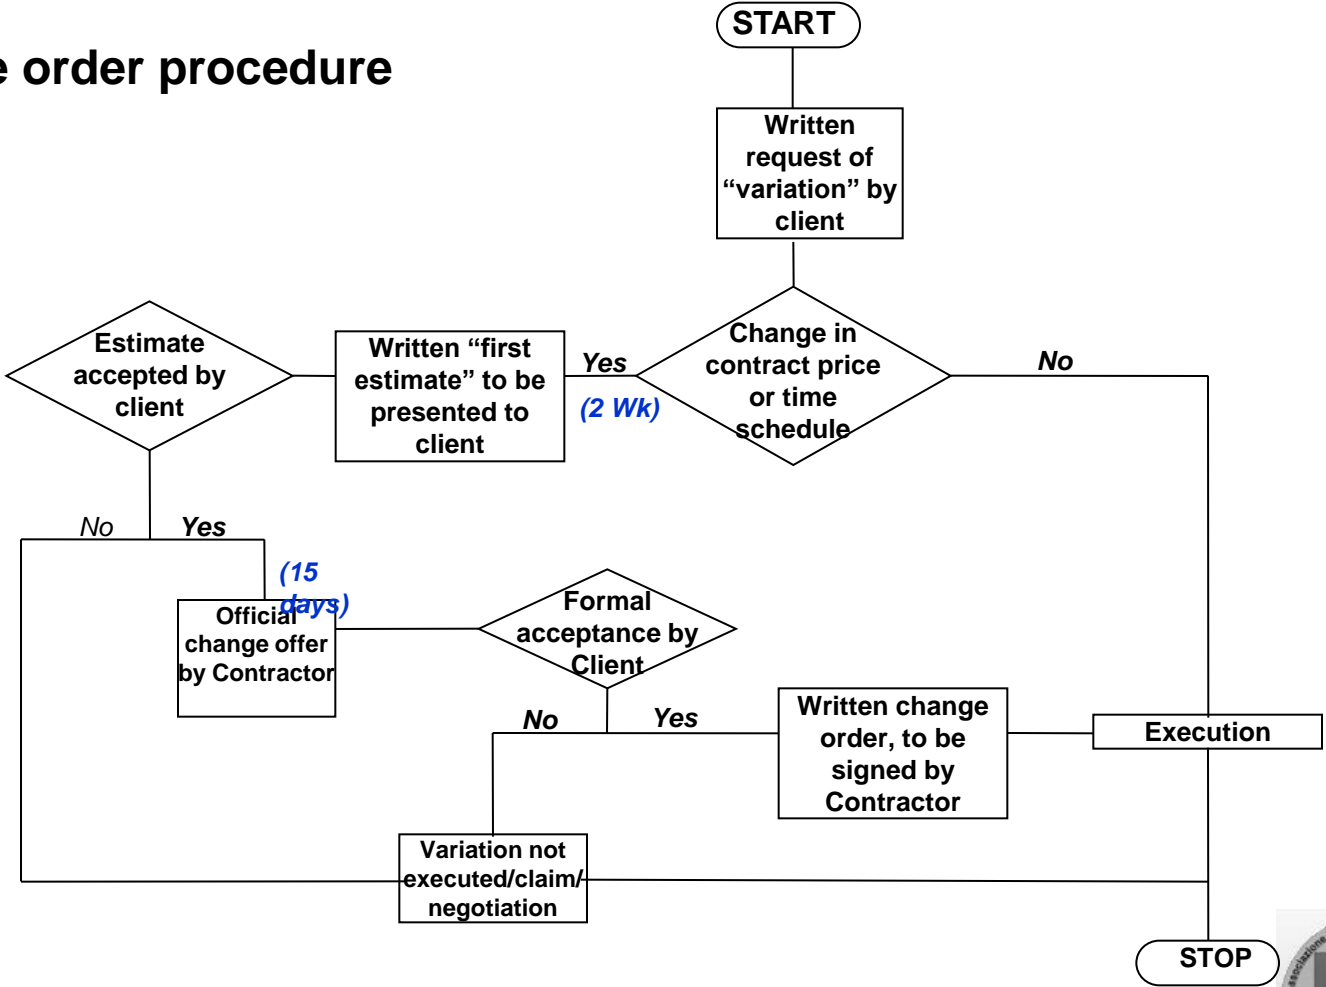 START
e order procedure
Written
request of
“variation” by
client
Estimate
accepted by
client
Written “first
estimate” to be
presented to
client
Yes
(2 Wk)
Change in
contract price
or time
schedule
No
No
Yes
(15
days)
Official
change offer
by Contractor
Formal
acceptance by
Client
No
Yes
Written change
order, to be
signed by
Contractor
Execution
Variation not
executed/claim/
negotiation
STOP